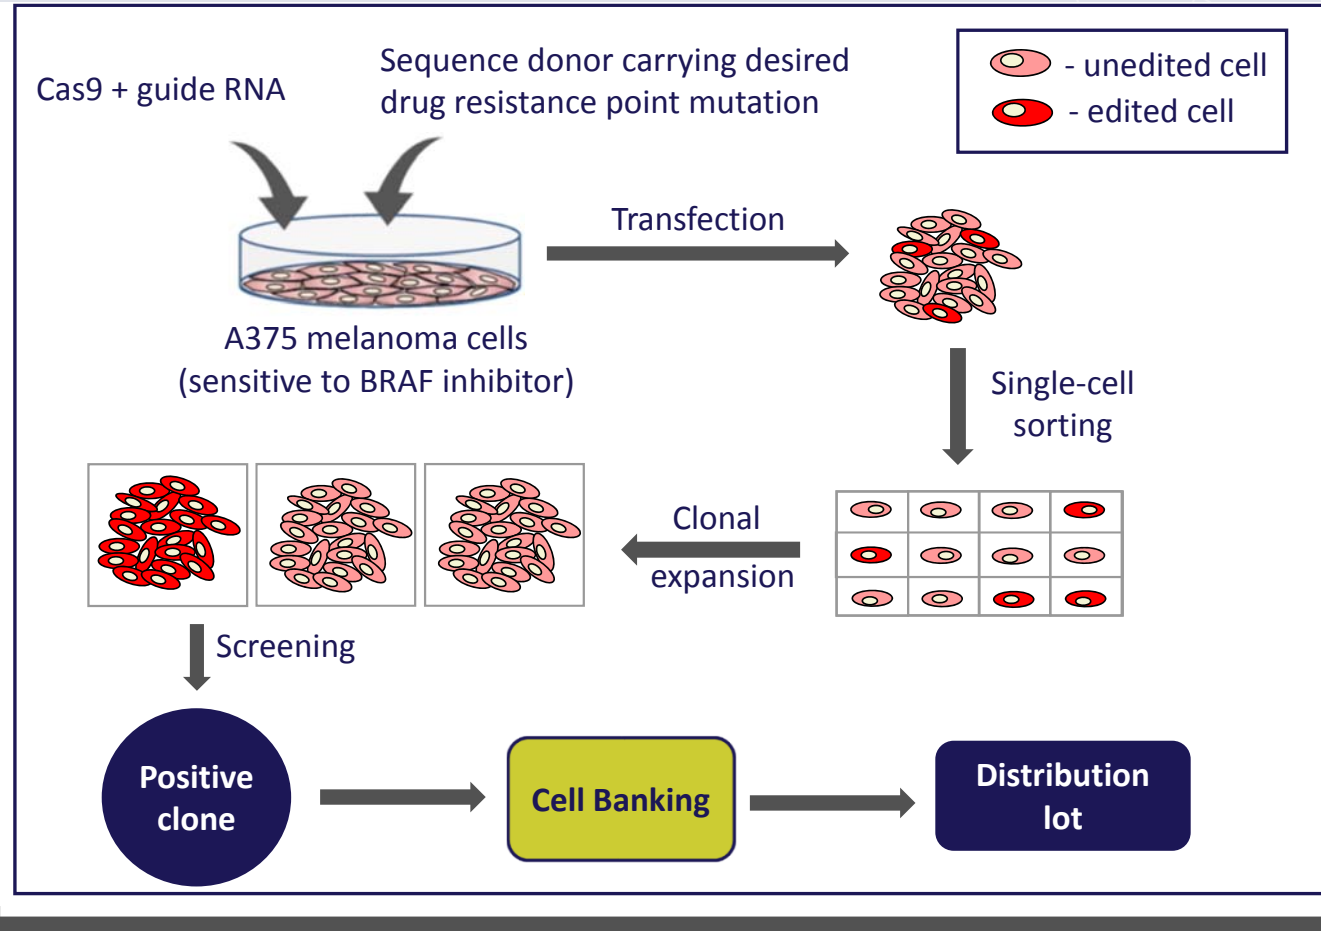 Cas9 + guide RNA
Sequence donor carrying desired
drug resistance point mutation
- unedited cell
- edited cell
Transfection
A375 melanoma cells
(sensitive to BRAF inhibitor)
Single-cell
sorting
Clonal
expansion
Screening
Positive
clone
Cell Banking
Distribution
lot